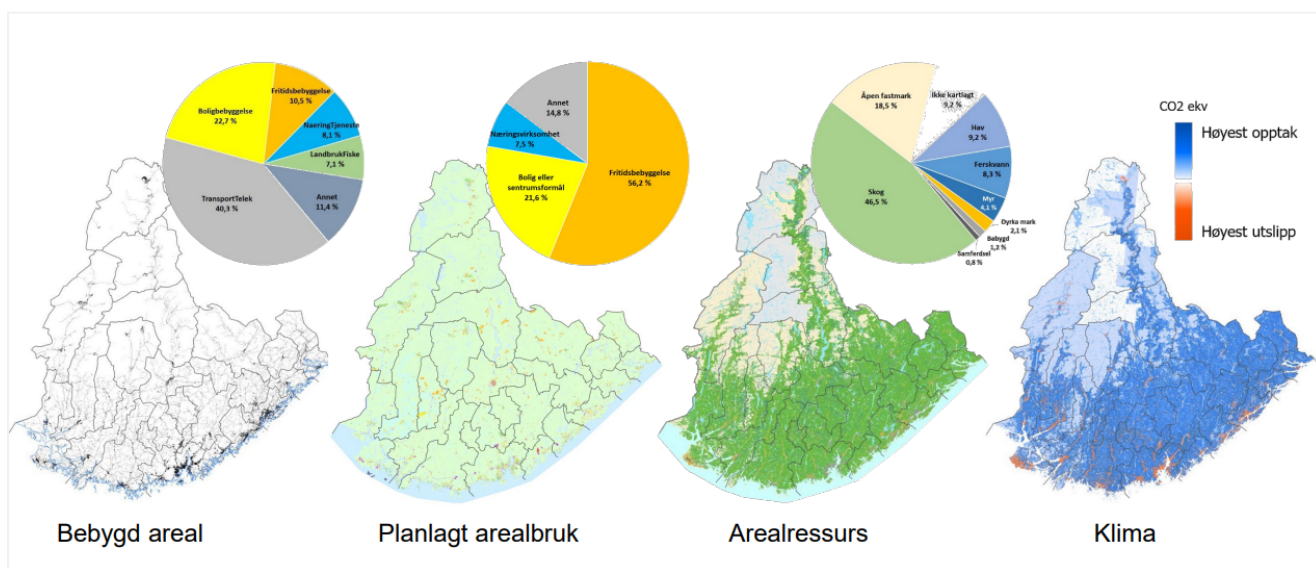 Boligbebyggelse
22,7 %
Fritidsbebyggelse
10,5 %
NaeringTjeneste
8,1 %
LandbrukFiske
7,1 %
Annet
11,4 %
TransportTelek
40,3 %
Annet
14,8 %
Næringsvirksomhet
7,5 %
Bolig eller
sentrumsformål
21,6 %
Fritidsbebyggelse
56,2 %
Åpen fastmark
18,5 %
Ikke kartlagt
9,2 %
Hav
9,2 %
Ferskvann
8,3 %
Myr
4,1 %
Dyrka mark
2,1 %
Bebygd
1,2 %
Samferdsel
0,8 %
Skog
46,5 %
CO2 ekv
Høyest opptak
Høyest utslipp
Bebygd areal
Planlagt arealbruk
Arealressurs
Klima